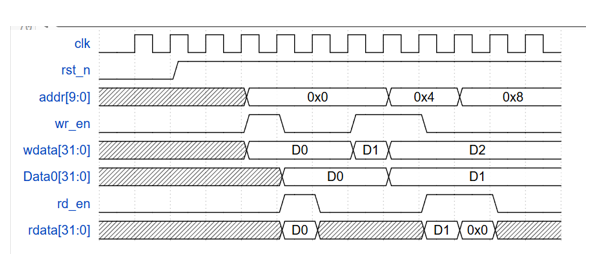 clk
rst_n
addr[9:0] 0x0 0x4 0x8
wr_en
wdata[31:0] D0 D1 D2
Data0[31:0] D0 D1
rd_en
rdata[31:0] D0 D1 0x0